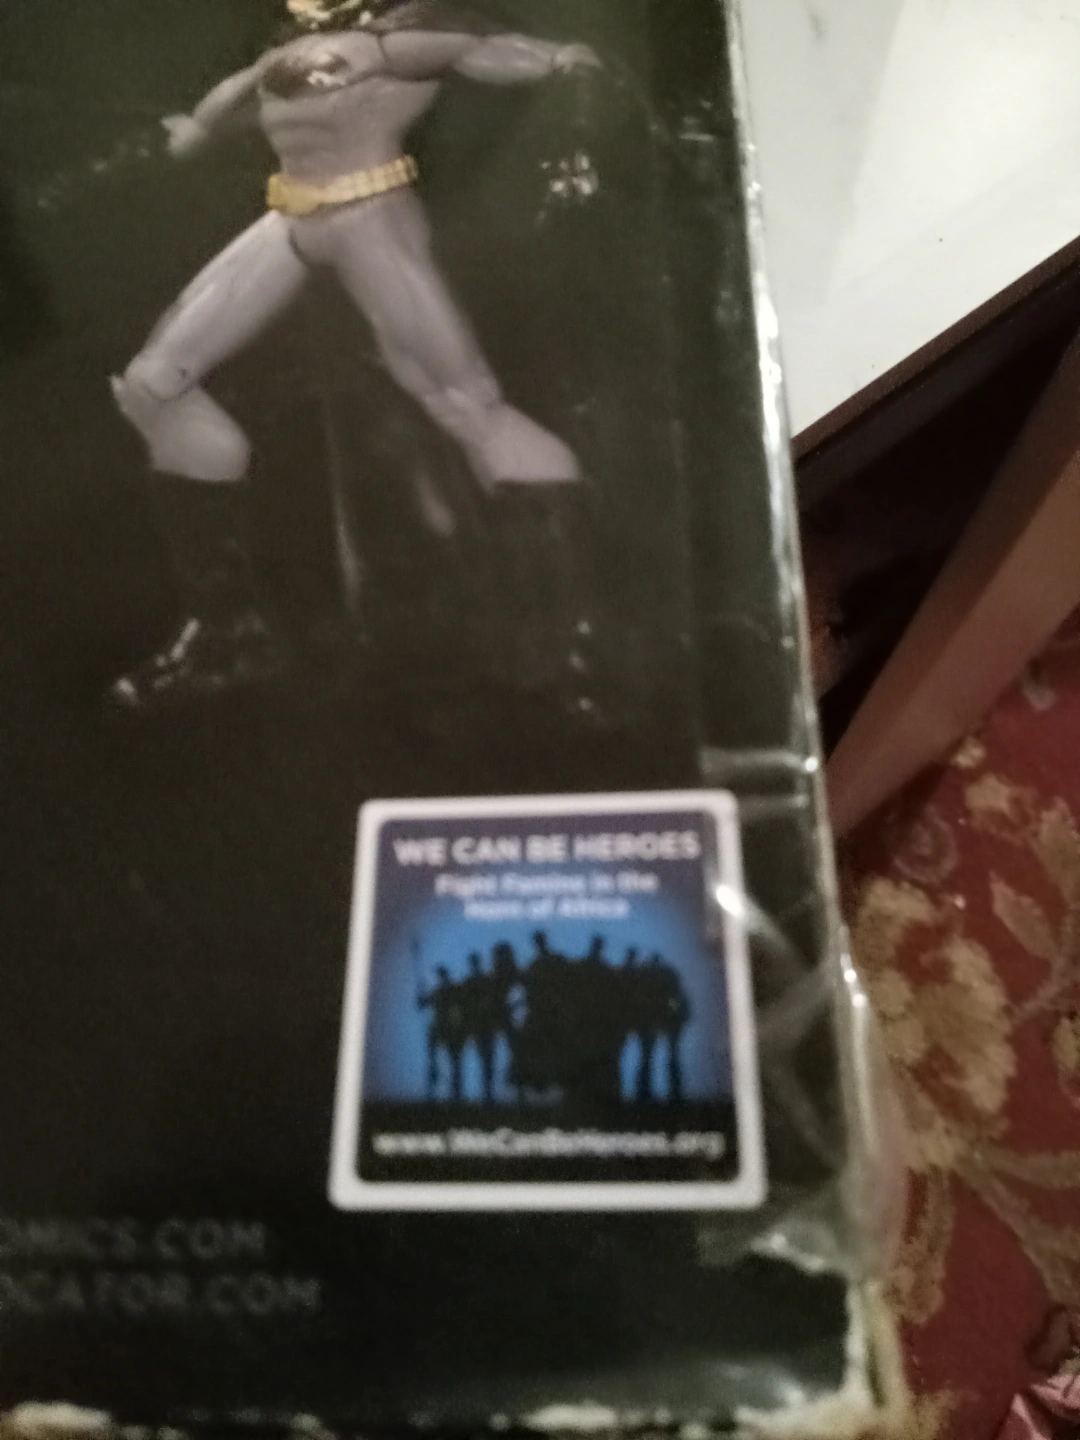 WE CAN BE HEROES
Fight Famine in the
Horn of Africa
www.WeCanBeHeroes.org
OMICS.COM
OCATOR.COM